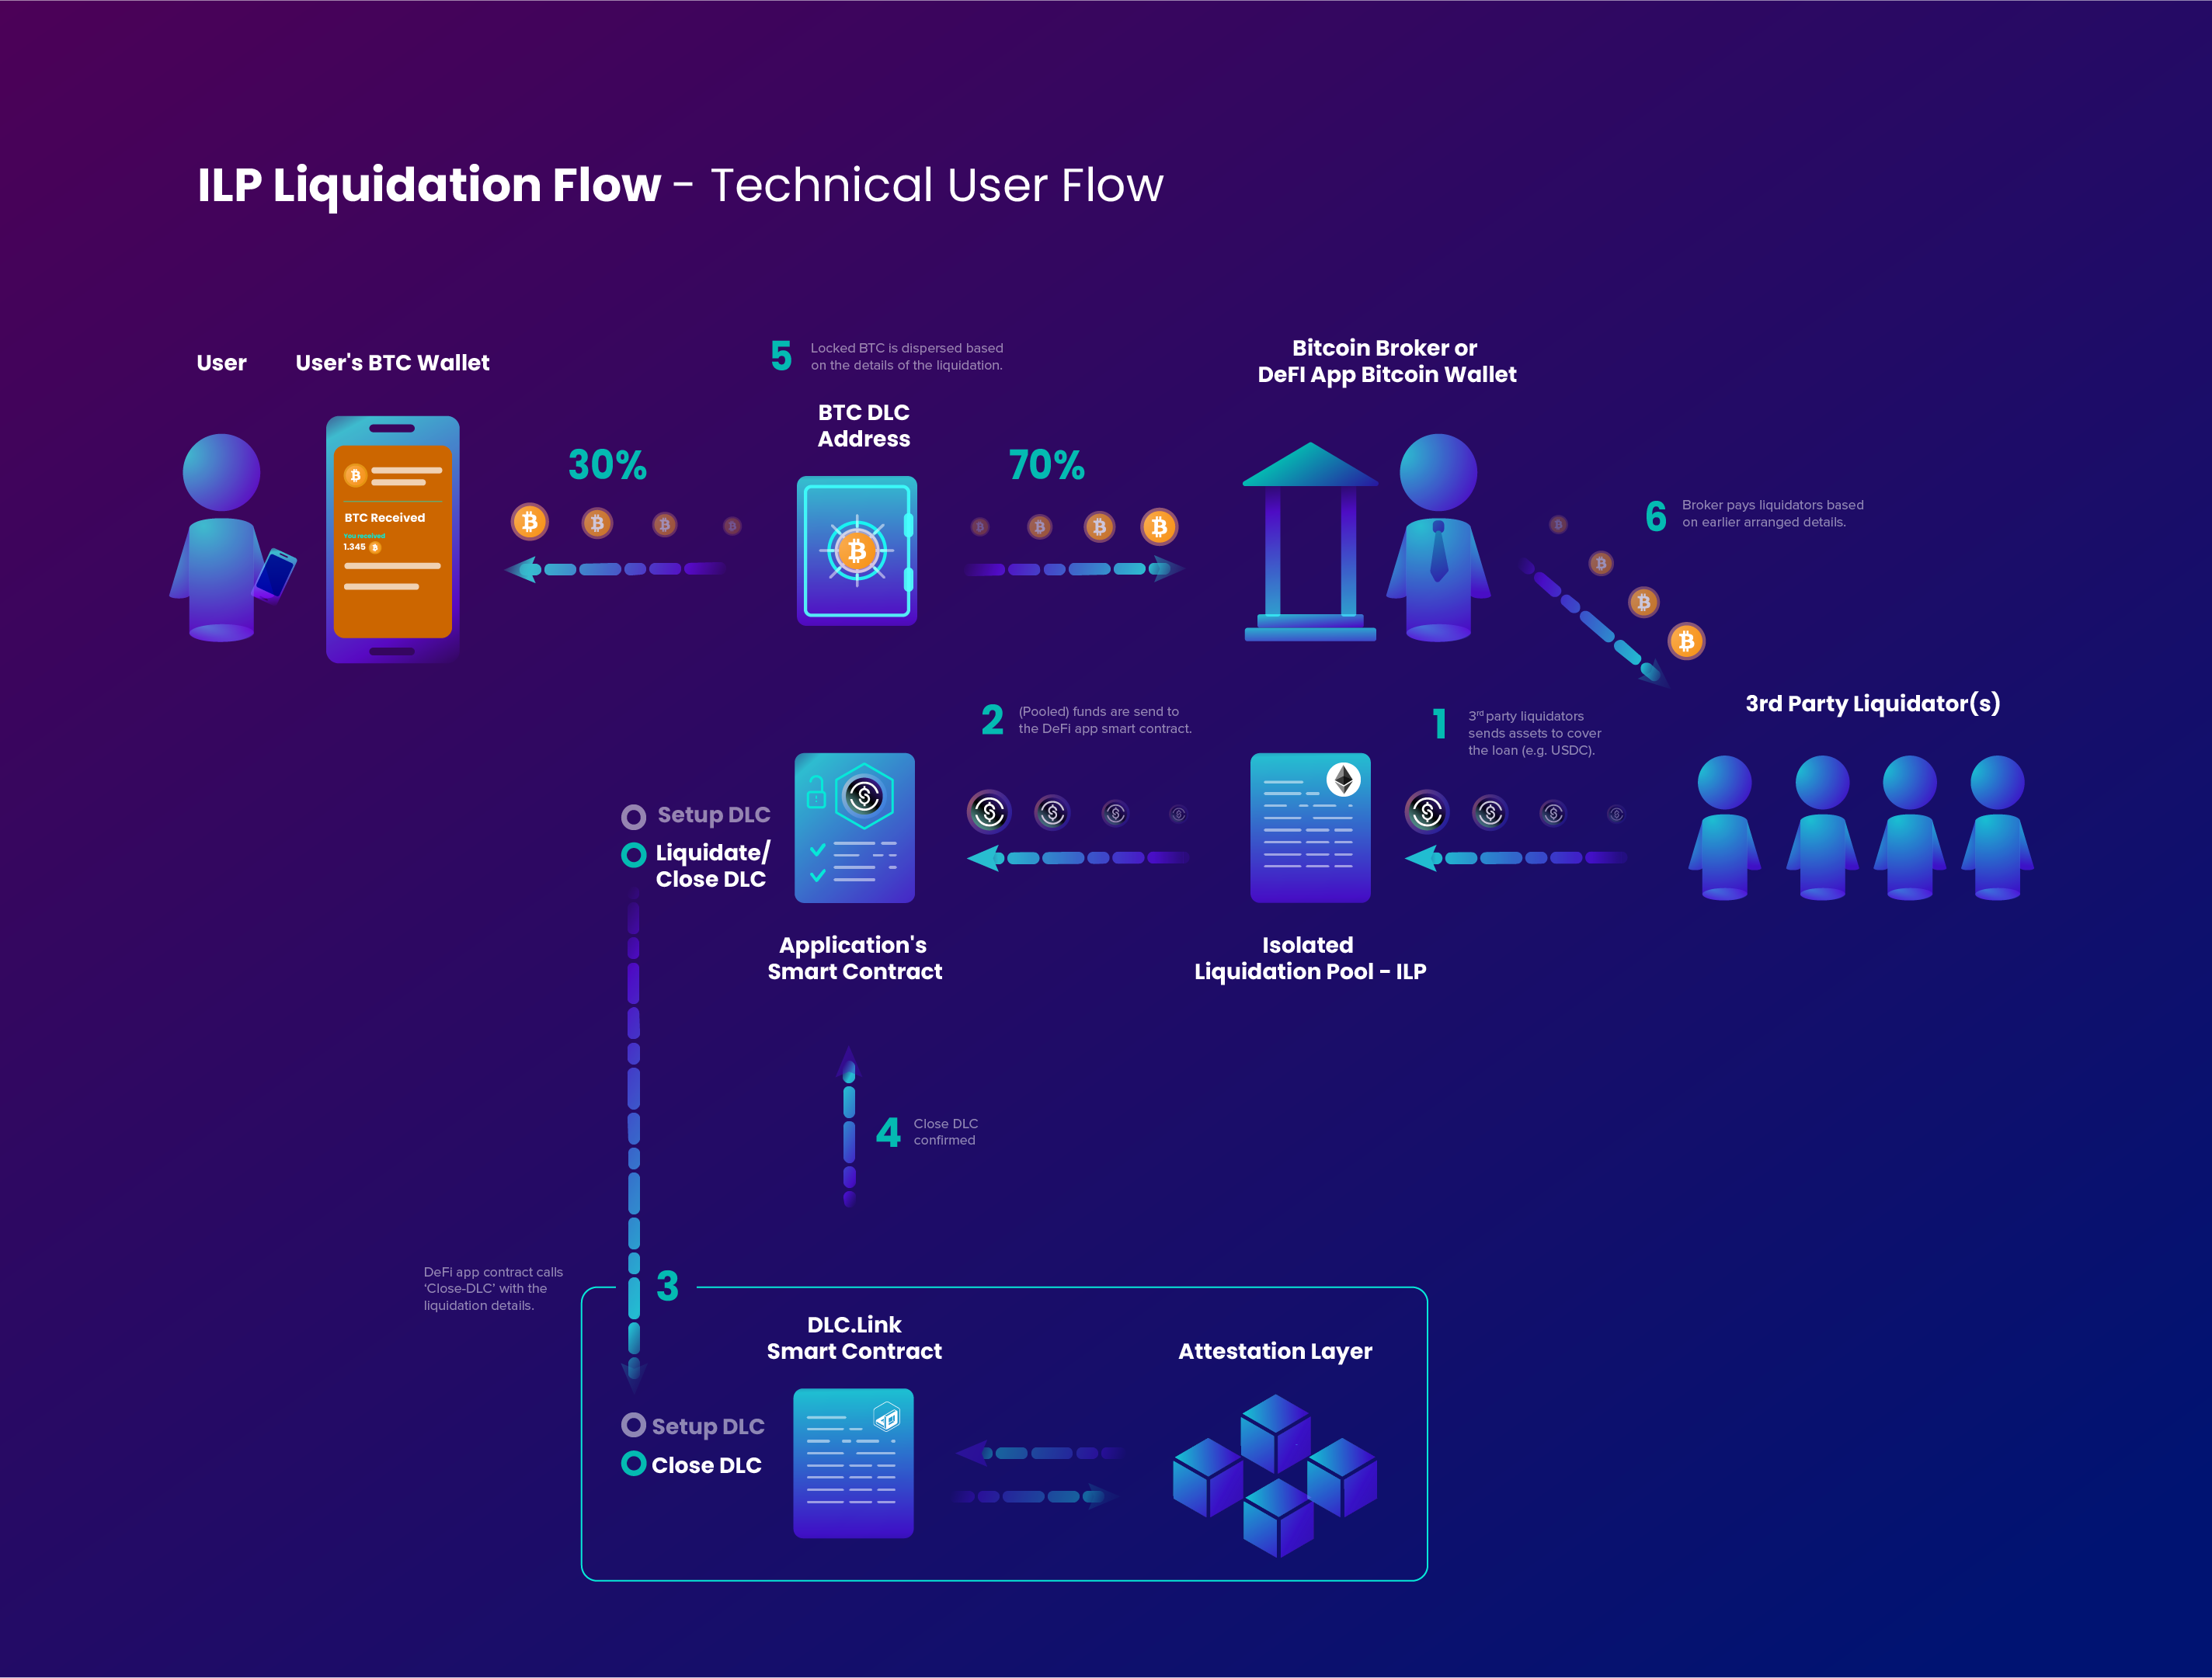 ILP Liquidation Flow - Technical User Flow
User
User's BTC Wallet
BTC Received
You received
1.345
30%
5
Locked BTC is dispersed based
on the details of the liquidation.
BTC DLC
Address
70%
Bitcoin Broker or
DeFI App Bitcoin Wallet
6
Broker pays liquidators based
on earlier arranged details.
3rd Party Liquidator(s)
1
3rd party liquidators
sends assets to cover
the loan (e.g. USDC).
2
(Pooled) funds are send to
the DeFi app smart contract.
Setup DLC
Liquidate/
Close DLC
Application's
Smart Contract
Isolated
Liquidation Pool - ILP
4
Close DLC
confirmed
DeFi app contract calls
‘Close-DLC’ with the
liquidation details.
3
DLC.Link
Smart Contract
Attestation Layer
Setup DLC
Close DLC